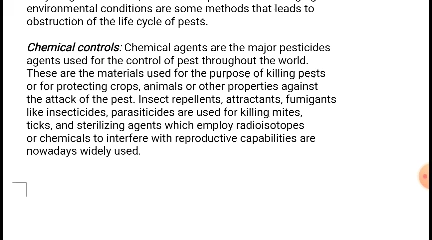 environmental conditions are some methods that leads to
obstruction of the life cycle of pests.
Chemical controls: Chemical agents are the major pesticides
agents used for the control of pest throughout the world.
These are the materials used for the purpose of killing pests
or for protecting crops, animals or other properties against
the attack of the pest. Insect repellents, attractants, fumigants
like insecticides, parasiticides are used for killing mites,
ticks, and sterilizing agents which employ radioisotopes
or chemicals to interfere with reproductive capabilities are
nowadays widely used.